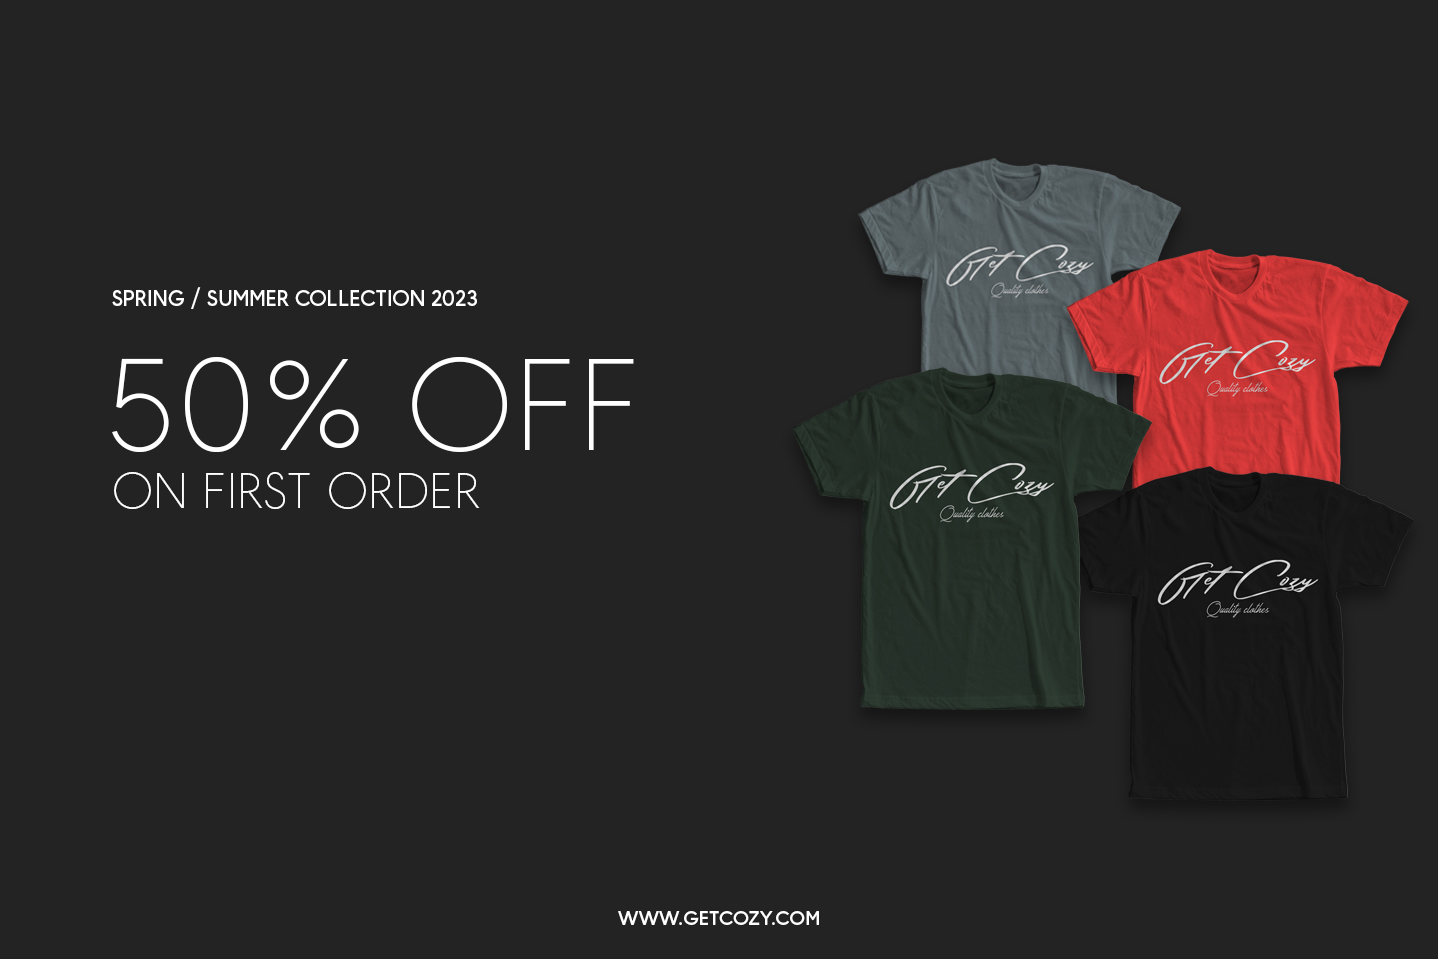 SPRING / SUMMER COLLECTION 2023
50% OFF
ON FIRST ORDER
Get Cozy
Quality clothes
Get Cozy
Quality clothes
Get Cozy
Quality clothes
Get Cozy
Quality clothes
WWW.GETCOZY.COM